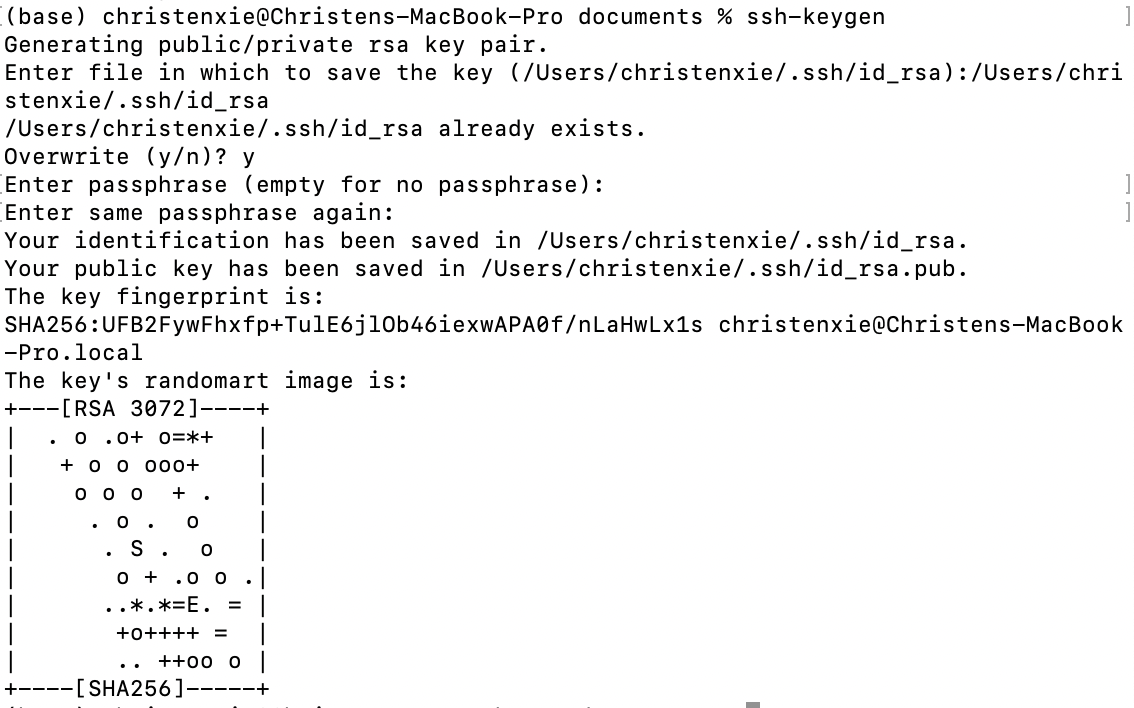 (base) christenxie@Christens-MacBook-Pro documents % ssh-keygen
Generating public/private rsa key pair.
Enter file in which to save the key (/Users/christenxie/.ssh/id_rsa):/Users/chri
stenxie/.ssh/id_rsa
/Users/christenxie/.ssh/id_rsa already exists.
Overwrite (y/n)? y
Enter passphrase (empty for no passphrase):
Enter same passphrase again:
Your identification has been saved in /Users/christenxie/.ssh/id_rsa.
Your public key has been saved in /Users/christenxie/.ssh/id_rsa.pub.
The key fingerprint is:
SHA256:UFB2FywFhxfp+TulE6jlOb46iexwAPA0f/nLaHwLx1s christenxie@Christens-MacBook
-Pro.local
The key's randomart image is:
+---[RSA 3072]----+
|  . o .o+ o=*+   |
|   + o o ooo+    |
|    o o o  + .   |
|     . o .  o    |
|      . S .  o   |
|       o + .o o .|
|      ..*.*=E. = |
|       +o++++ =  |
|       .. ++oo o |
+----[SHA256]-----+